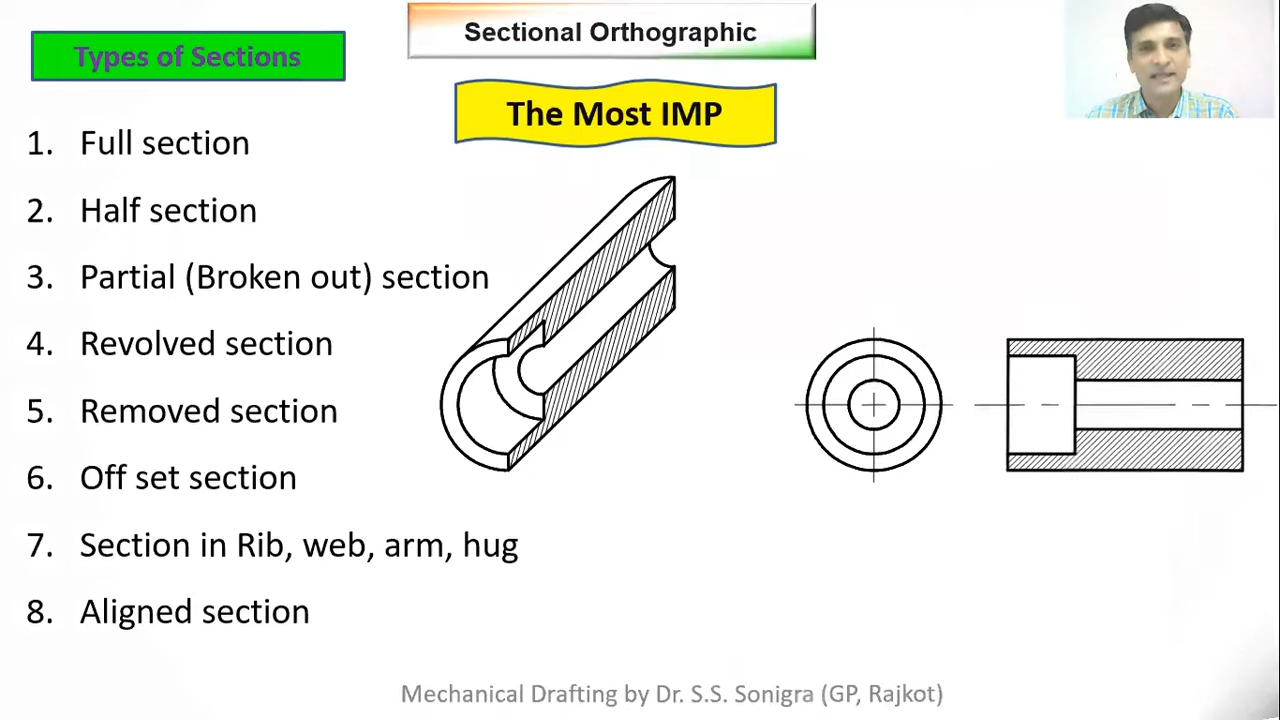 Sectional Orthographic
Types of Sections
The Most IMP
1. Full section
2. Half section
3. Partial (Broken out) section
4. Revolved section
5. Removed section
6. Off set section
7. Section in Rib, web, arm, hug
8. Aligned section
Mechanical Drafting by Dr. S.S. Sonigra (GP, Rajkot)